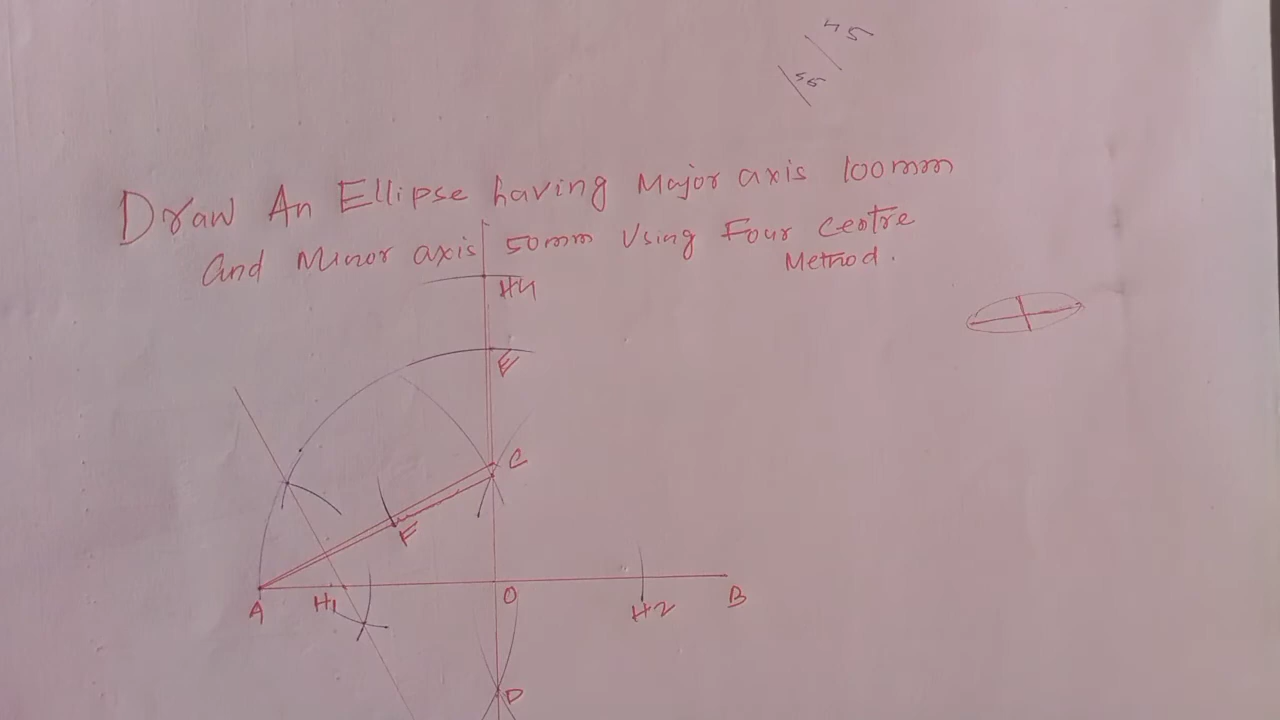 45
55
Draw An Ellipse having Major axis 100mm
and Minor axis 50mm Using Four Centre
Method.
H4
E
C
F
A
H1
O
H2
B
D